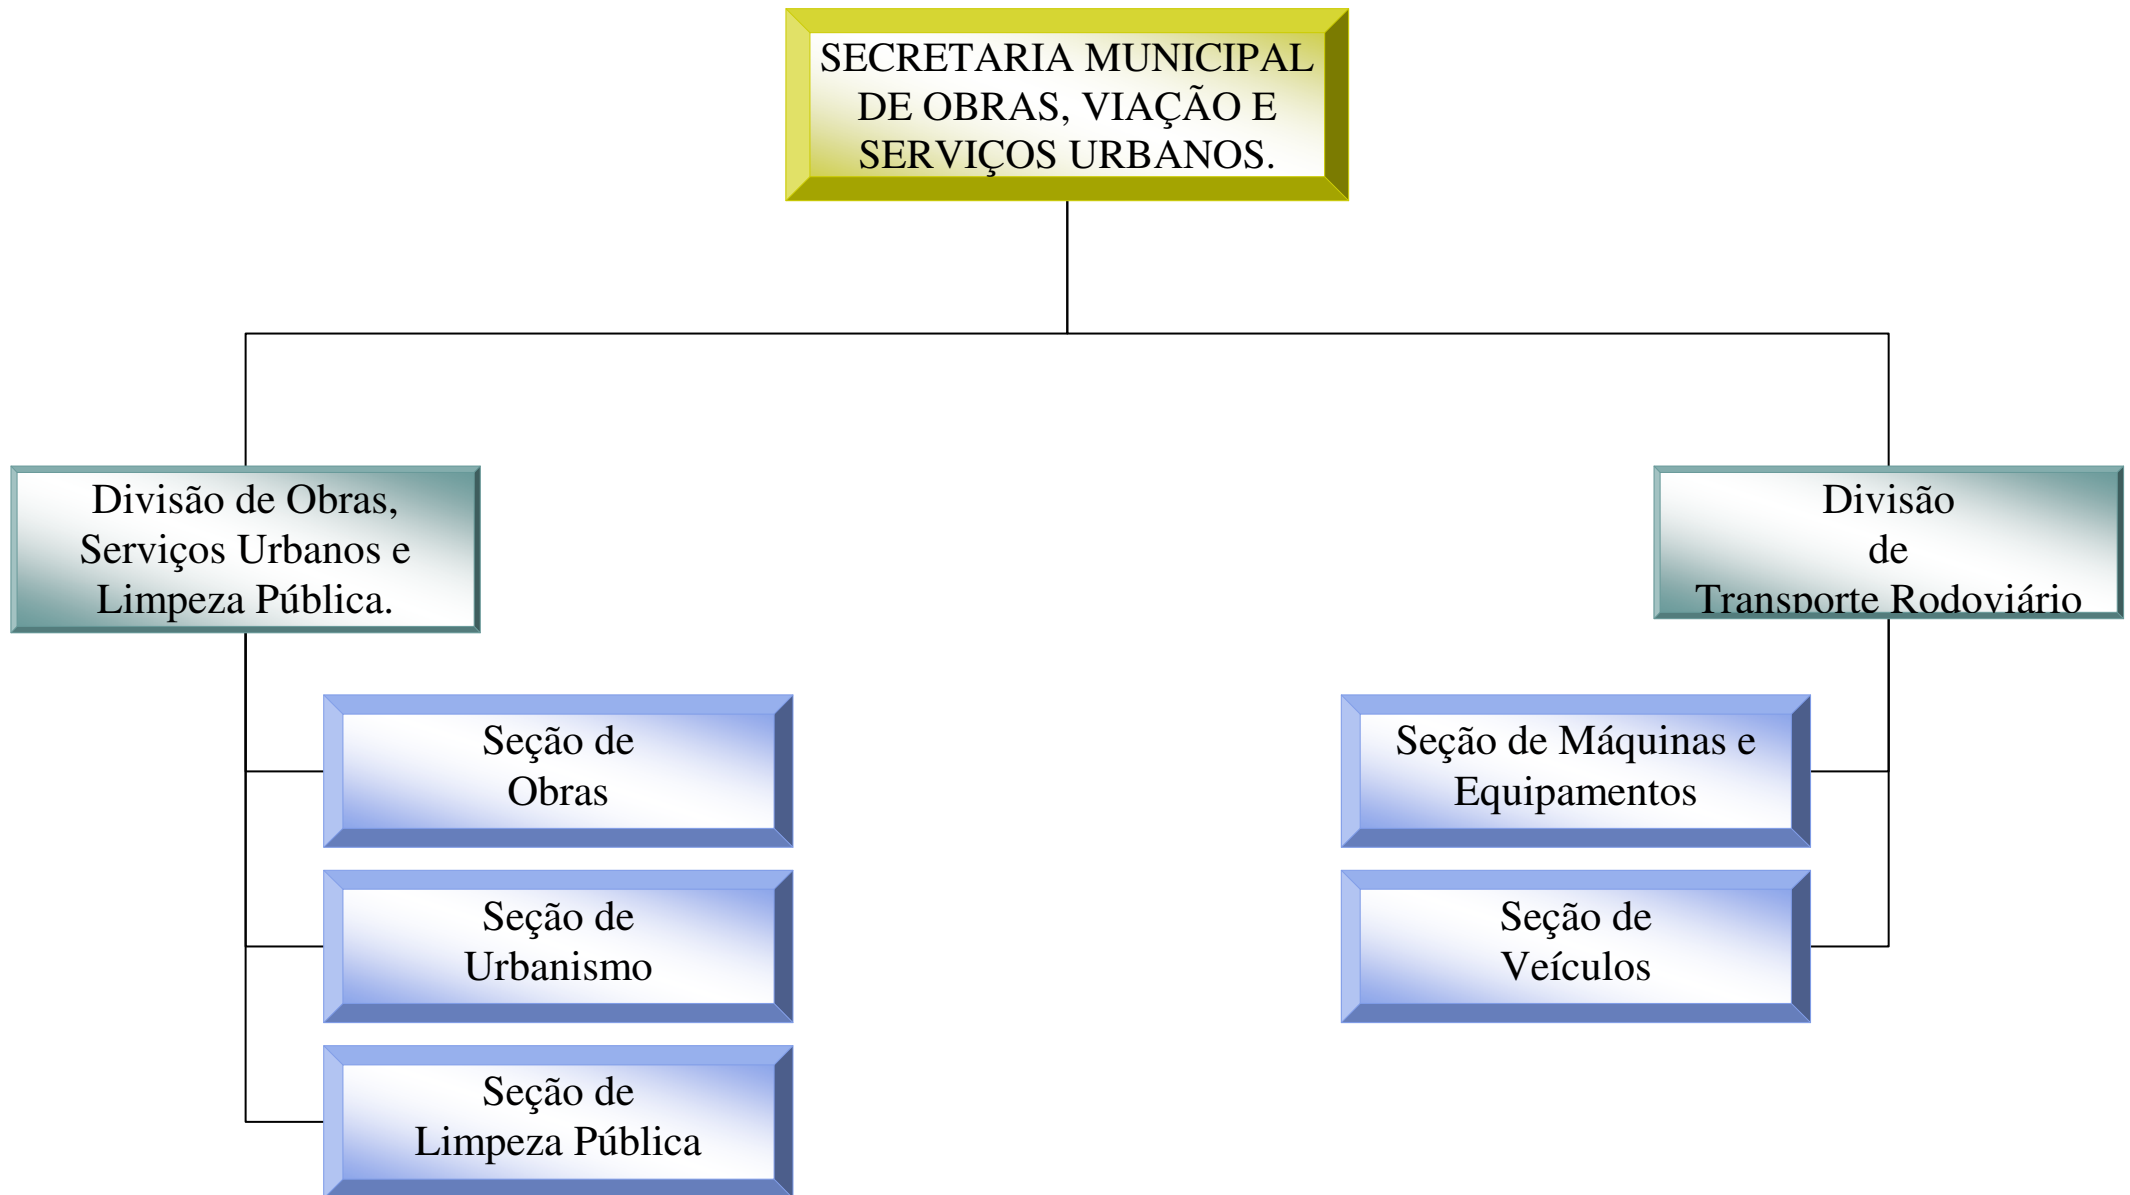 SECRETARIA MUNICIPAL
DE OBRAS, VIAÇÃO E
SERVIÇOS URBANOS.
Divisão de Obras,
Serviços Urbanos e
Limpeza Pública.
Divisão
de
Transporte Rodoviário
Seção de
Obras
Seção de Máquinas e
Equipamentos
Seção de
Urbanismo
Seção de
Veículos
Seção de
Limpeza Pública